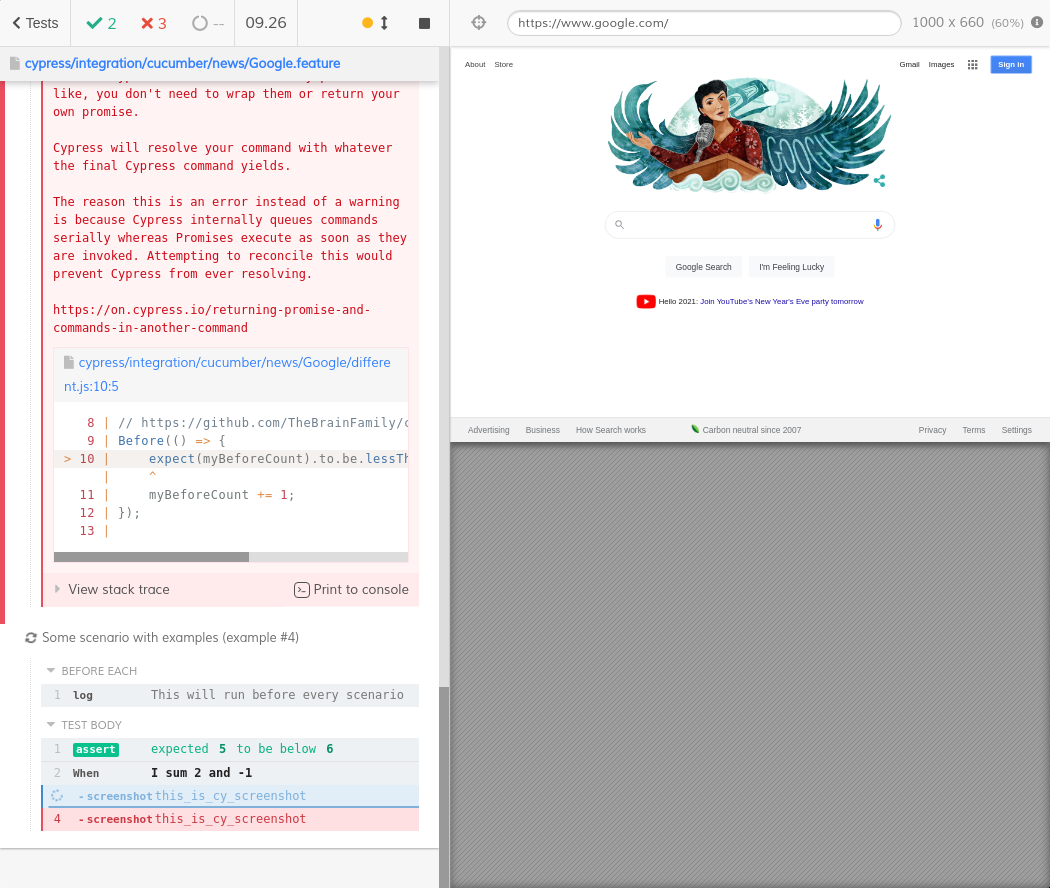 Tests
2
3
--
09.26
https://www.google.com/
1000 x 660 (60%)
cypress/integration/cucumber/news/Google.feature
like, you don't need to wrap them or return your
own promise.
Cypress will resolve your command with whatever
the final Cypress command yields.
The reason this is an error instead of a warning
is because Cypress internally queues commands
serially whereas Promises execute as soon as they
are invoked. Attempting to reconcile this would
prevent Cypress from ever resolving.
https://on.cypress.io/returning-promise-and-
commands-in-another-command
cypress/integration/cucumber/news/Google/differe
nt.js:10:5
8 | // https://github.com/TheBrainFamily/c
9 | Before(() => {
> 10 | expect(myBeforeCount).to.be.lessTh
| ^
11 | myBeforeCount += 1;
12 | });
13 |
View stack trace
Print to console
Some scenario with examples (example #4)
BEFORE EACH
1 log This will run before every scenario
TEST BODY
1 assert expected 5 to be below 6
2 When I sum 2 and -1
- screenshot this_is_cy_screenshot
4 - screenshot this_is_cy_screenshot
About Store
Gmail Images Sign in
Google Search I'm Feeling Lucky
Hello 2021: Join YouTube's New Year's Eve party tomorrow
Advertising Business How Search works
Carbon neutral since 2007
Privacy Terms Settings